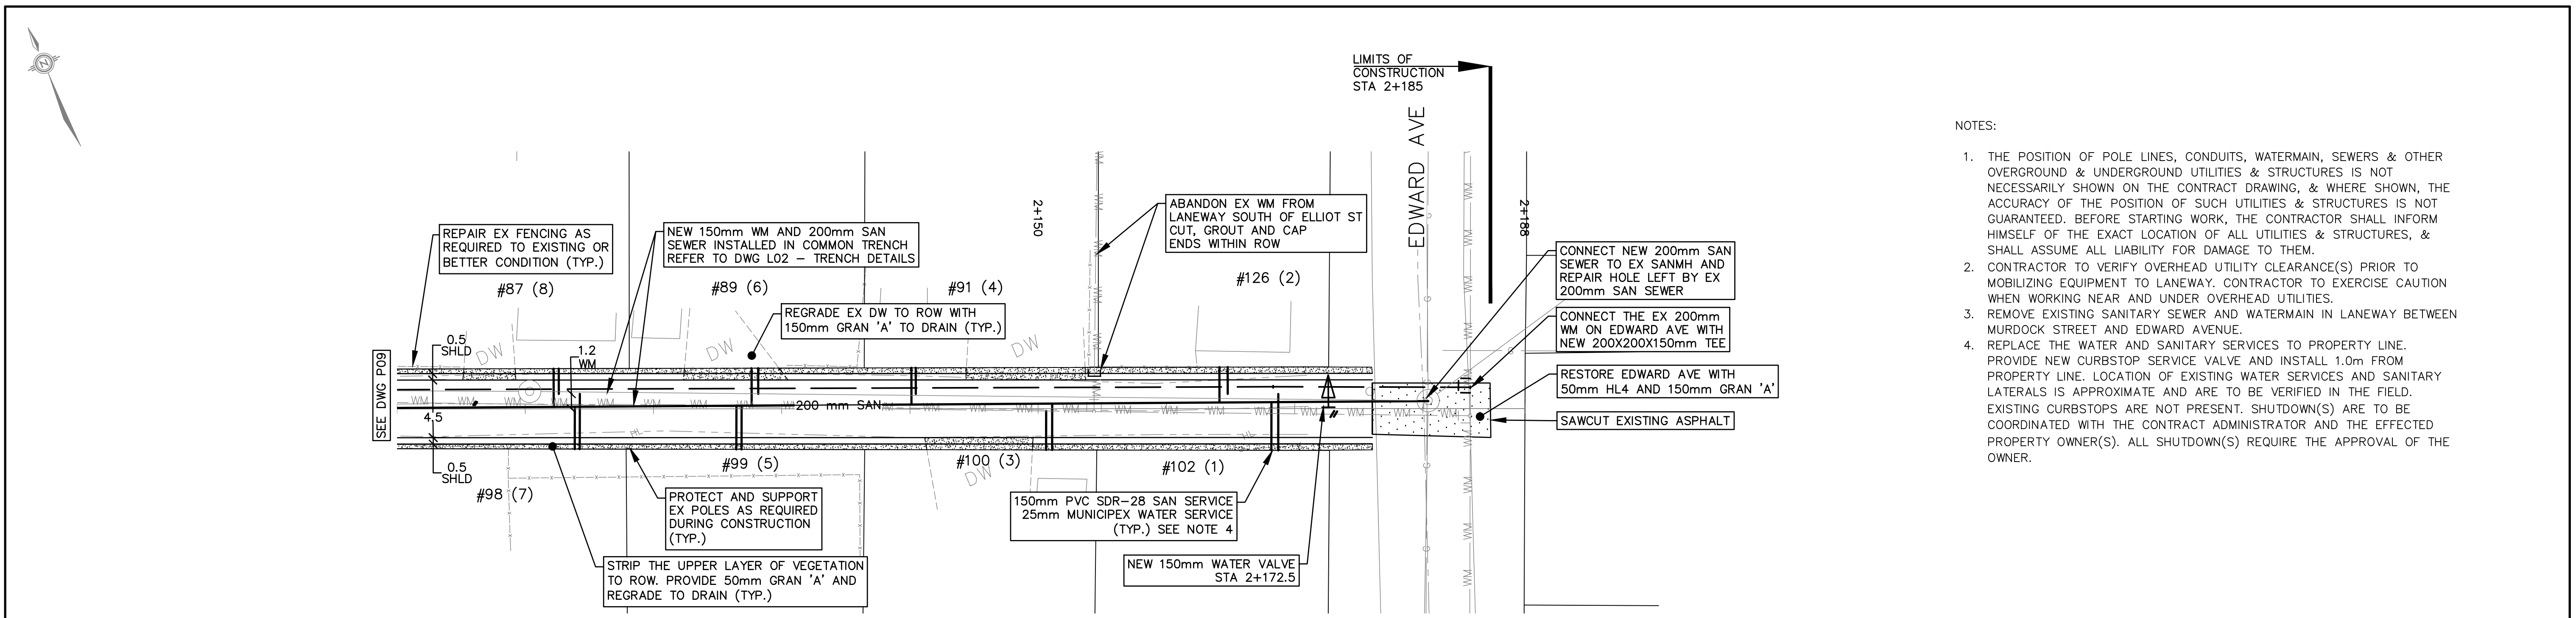 N
LIMITS OF
CONSTRUCTION
STA 2+185
EDWARD AVE
2+150
2+188
REPAIR EX FENCING AS
REQUIRED TO EXISTING OR
BETTER CONDITION (TYP.)
NEW 150mm WM AND 200mm SAN
SEWER INSTALLED IN COMMON TRENCH
REFER TO DWG L02 – TRENCH DETAILS
ABANDON EX WM FROM
LANEWAY SOUTH OF ELLIOT ST
CUT, GROUT AND CAP
ENDS WITHIN ROW
#87 (8)
#89 (6)
#91 (4)
#126 (2)
REGRADE EX DW TO ROW WITH
150mm GRAN 'A' TO DRAIN (TYP.)
CONNECT NEW 200mm SAN
SEWER TO EX SANMH AND
REPAIR HOLE LEFT BY EX
200mm SAN SEWER
CONNECT THE EX 200mm
WM ON EDWARD AVE WITH
NEW 200X200X150mm TEE
RESTORE EDWARD AVE WITH
50mm HL4 AND 150mm GRAN 'A'
SAWCUT EXISTING ASPHALT
SEE DWG P09
0.5
SHLD
1.2
WM
DW
DW
DW
200 mm SAN
4.5
0.5
SHLD
#98 (7)
#99 (5)
#100 (3)
DW
#102 (1)
PROTECT AND SUPPORT
EX POLES AS REQUIRED
DURING CONSTRUCTION
(TYP.)
STRIP THE UPPER LAYER OF VEGETATION
TO ROW. PROVIDE 50mm GRAN 'A' AND
REGRADE TO DRAIN (TYP.)
150mm PVC SDR-28 SAN SERVICE
25mm MUNICIPEX WATER SERVICE
(TYP.) SEE NOTE 4
NEW 150mm WATER VALVE
STA 2+172.5
NOTES:
1. THE POSITION OF POLE LINES, CONDUITS, WATERMAIN, SEWERS & OTHER
OVERGROUND & UNDERGROUND UTILITIES & STRUCTURES IS NOT
NECESSARILY SHOWN ON THE CONTRACT DRAWING, & WHERE SHOWN, THE
ACCURACY OF THE POSITION OF SUCH UTILITIES & STRUCTURES IS NOT
GUARANTEED. BEFORE STARTING WORK, THE CONTRACTOR SHALL INFORM
HIMSELF OF THE EXACT LOCATION OF ALL UTILITIES & STRUCTURES, &
SHALL ASSUME ALL LIABILITY FOR DAMAGE TO THEM.
2. CONTRACTOR TO VERIFY OVERHEAD UTILITY CLEARANCE(S) PRIOR TO
MOBILIZING EQUIPMENT TO LANEWAY. CONTRACTOR TO EXERCISE CAUTION
WHEN WORKING NEAR AND UNDER OVERHEAD UTILITIES.
3. REMOVE EXISTING SANITARY SEWER AND WATERMAIN IN LANEWAY BETWEEN
MURDOCK STREET AND EDWARD AVENUE.
4. REPLACE THE WATER AND SANITARY SERVICES TO PROPERTY LINE.
PROVIDE NEW CURBSTOP SERVICE VALVE AND INSTALL 1.0m FROM
PROPERTY LINE. LOCATION OF EXISTING WATER SERVICES AND SANITARY
LATERALS IS APPROXIMATE AND ARE TO BE VERIFIED IN THE FIELD.
EXISTING CURBSTOPS ARE NOT PRESENT. SHUTDOWN(S) ARE TO BE
COORDINATED WITH THE CONTRACT ADMINISTRATOR AND THE EFFECTED
PROPERTY OWNER(S). ALL SHUTDOWN(S) REQUIRE THE APPROVAL OF THE
OWNER.